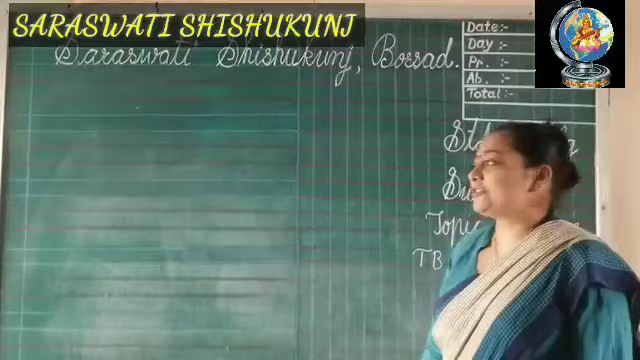 SARASWATI SHISHUKUNJ
Saraswati Shishukunj, Borsad.
Date:-
Day :-
Pr. :-
Ab. :-
Total:-
TB